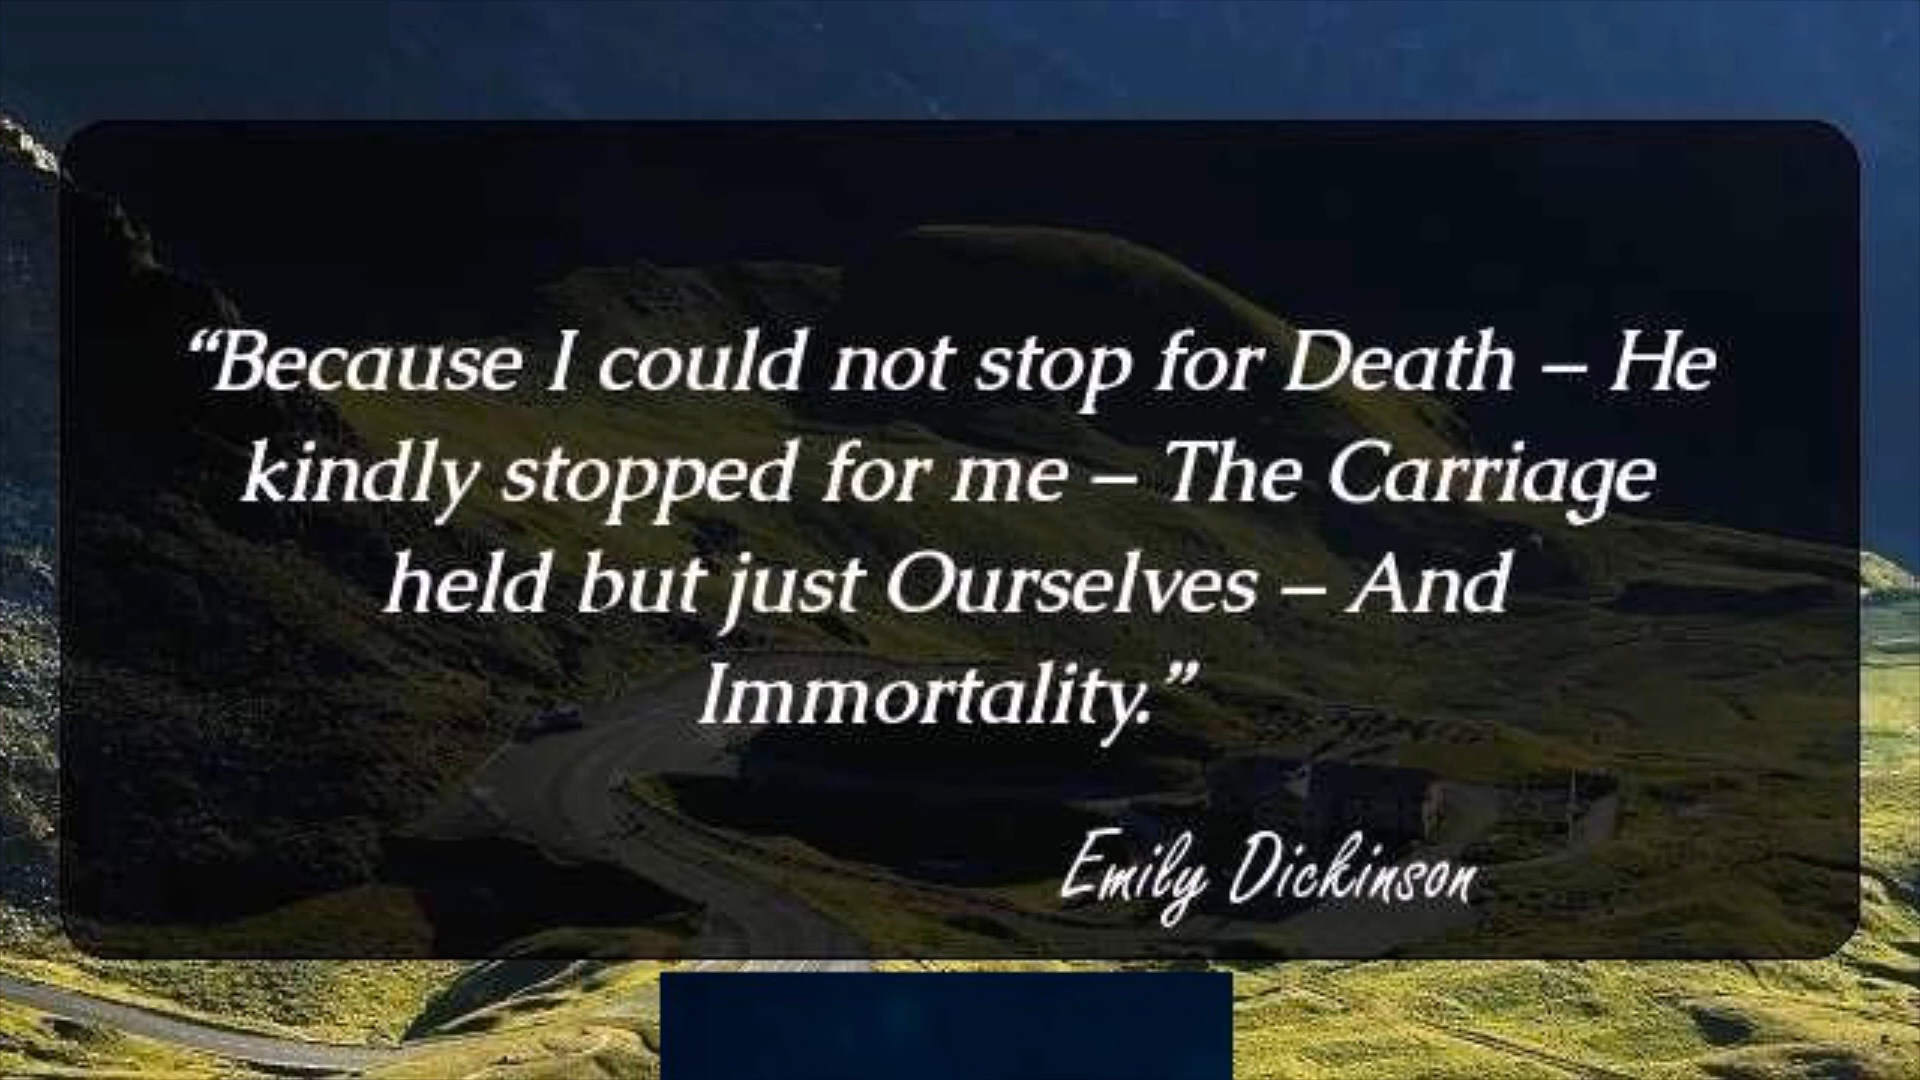 “Because I could not stop for Death – He
kindly stopped for me – The Carriage
held but just Ourselves – And
Immortality.”
Emily Dickinson